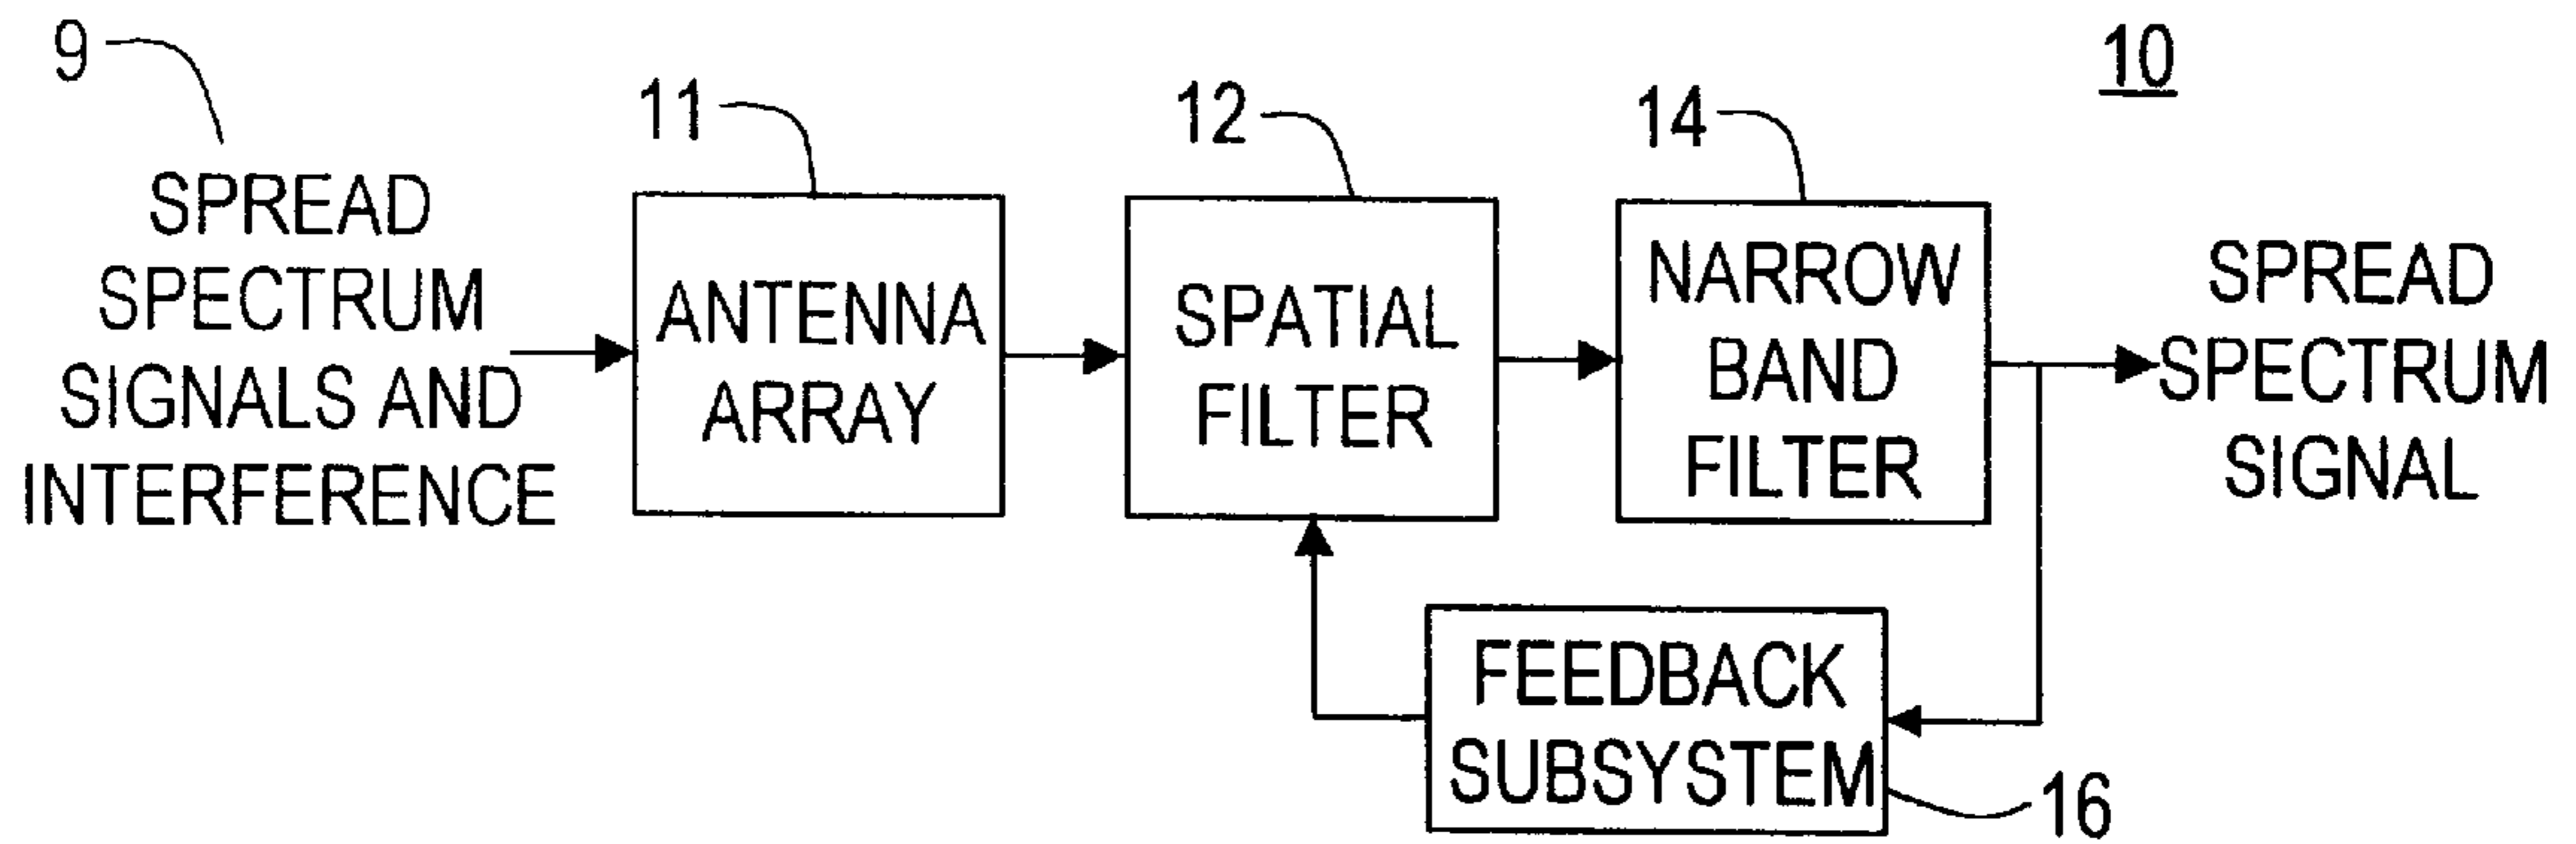 9
SPREAD
SPECTRUM
SIGNALS AND
INTERFERENCE
11
ANTENNA
ARRAY
12
SPATIAL
FILTER
14
NARROW
BAND
FILTER
10
SPREAD
SPECTRUM
SIGNAL
FEEDBACK
SUBSYSTEM
16